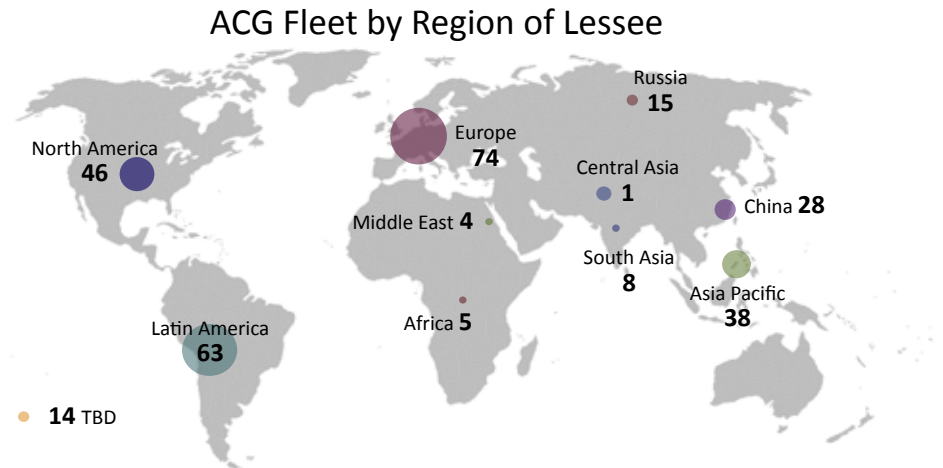 ACG Fleet by Region of Lessee
Russia
15
North America
46
Europe
74
Central Asia
1
China 28
Middle East 4
South Asia
8
Asia Pacific
38
Africa 5
Latin America
63
14 TBD